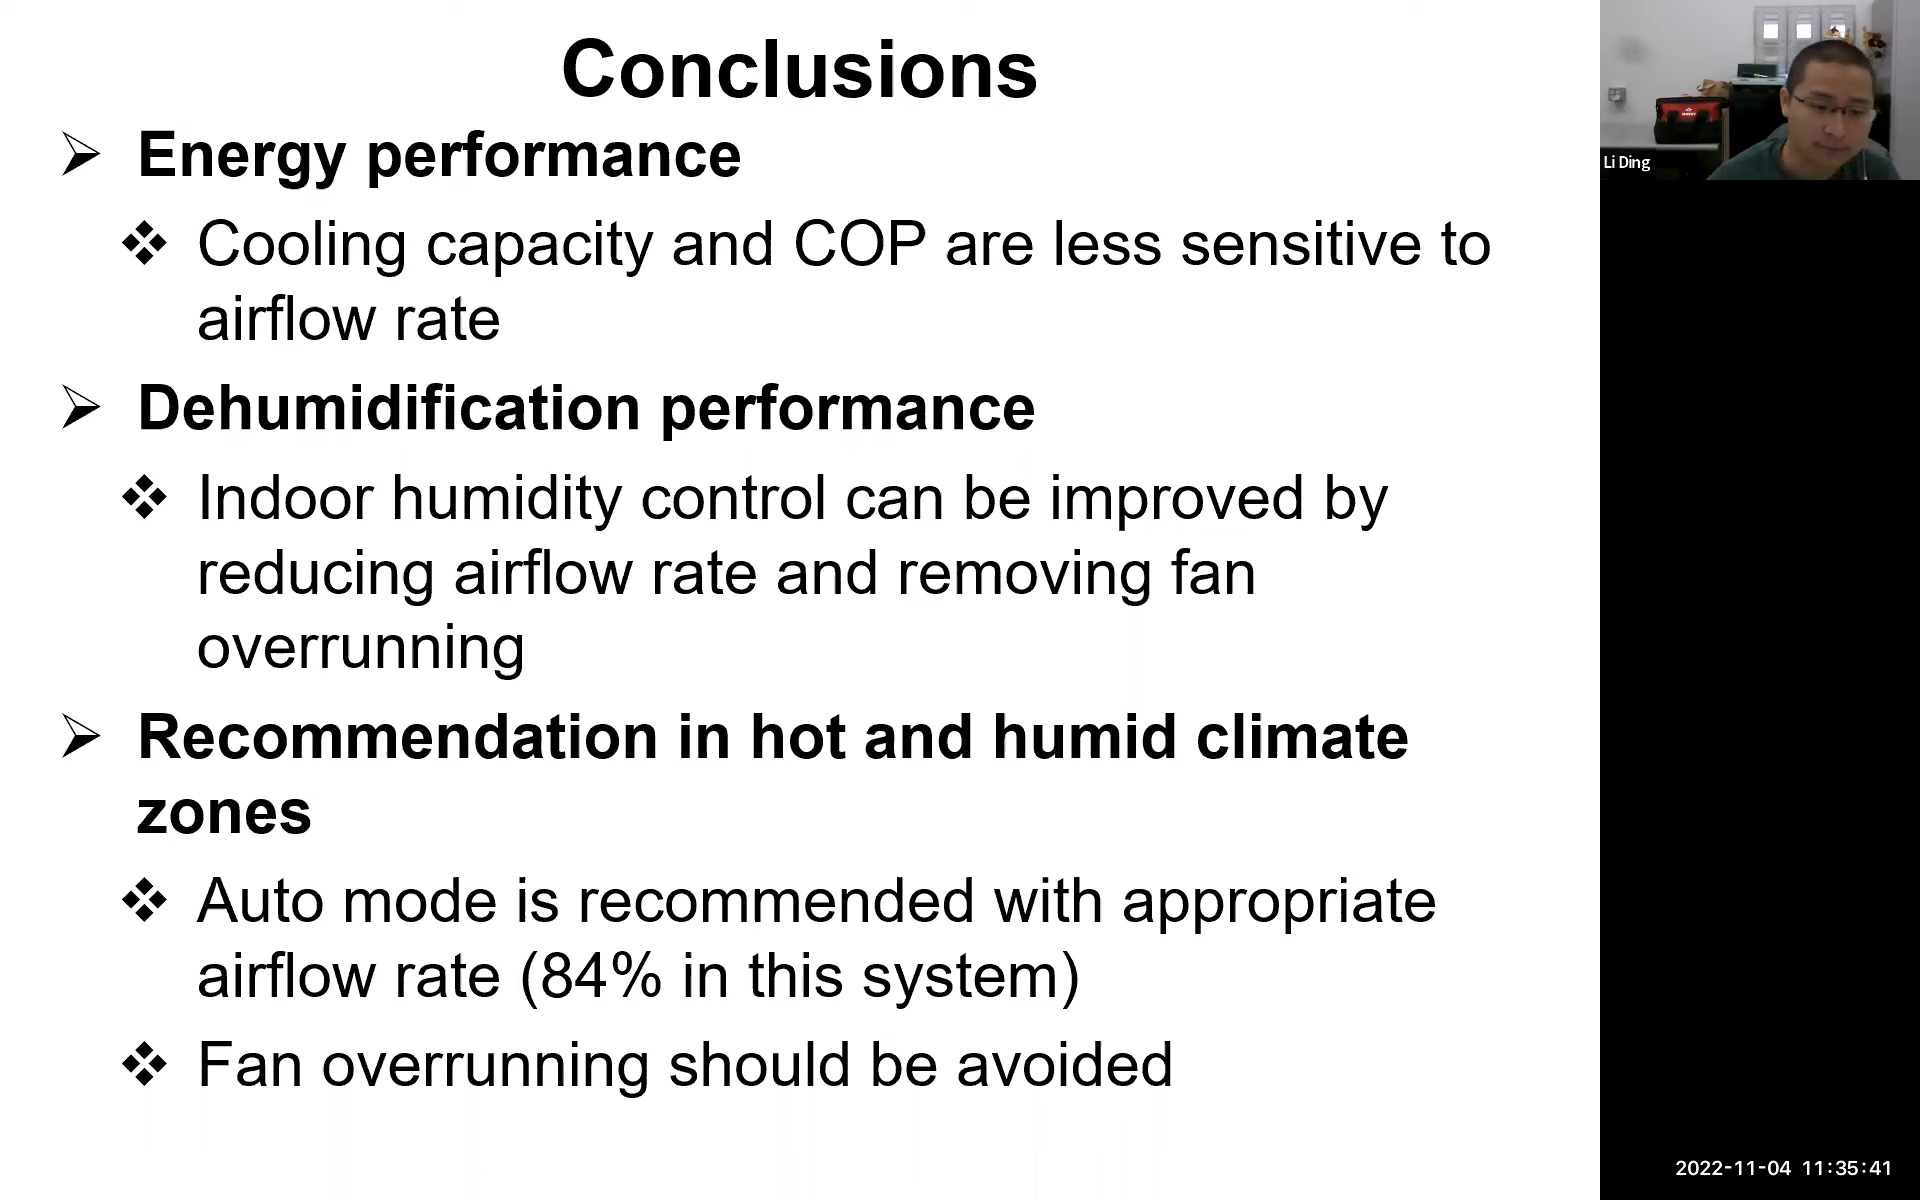 Conclusions
Energy performance
Cooling capacity and COP are less sensitive to
airflow rate
Dehumidification performance
Indoor humidity control can be improved by
reducing airflow rate and removing fan
overrunning
Recommendation in hot and humid climate
zones
Auto mode is recommended with appropriate
airflow rate (84% in this system)
Fan overrunning should be avoided
Li Ding
2022-11-04 11:35:41